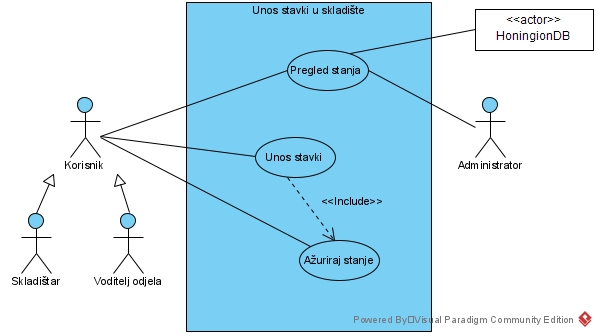 Unos stavki u skladište
<<actor>>
HoningionDB
Pregled stanja
Korisnik
Unos stavki
Administrator
<<Include>>
Ažuriraj stanje
Skladištar
Voditelj odjela
Powered By Visual Paradigm Community Edition